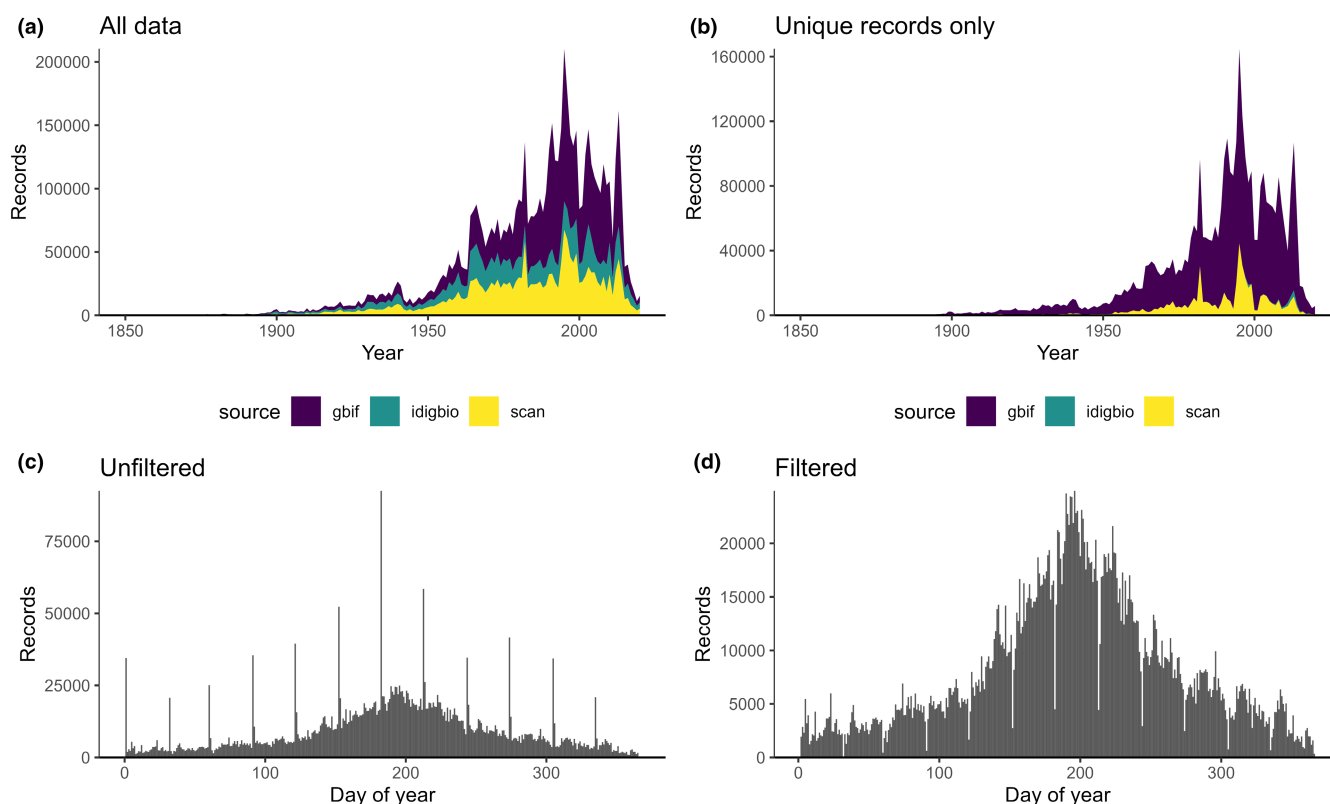 (a) All data
200000
150000
100000
50000
0
Records
1850 1900 1950 2000
Year
source gbif idigbio scan
(b) Unique records only
160000
120000
80000
40000
0
Records
1850 1900 1950 2000
Year
source gbif idigbio scan
(c) Unfiltered
75000
50000
25000
0
Records
0 100 200 300
Day of year
(d) Filtered
20000
15000
10000
5000
0
Records
0 100 200 300
Day of year